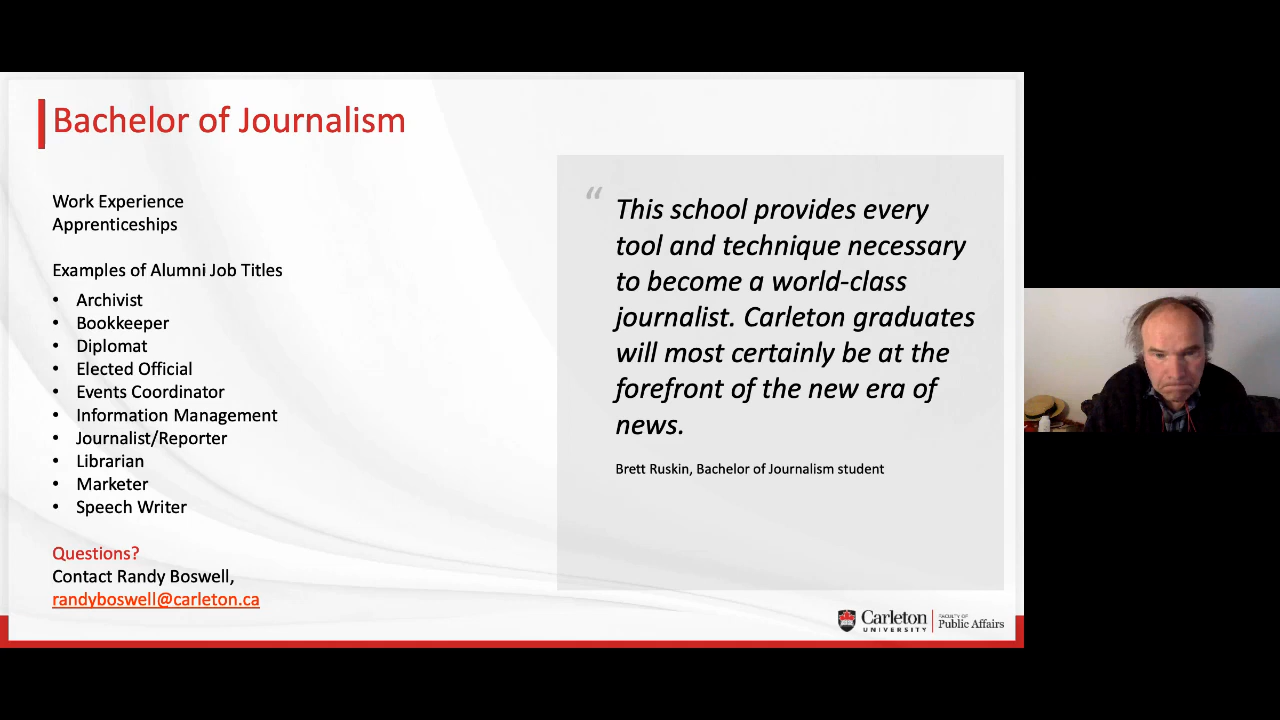 Bachelor of Journalism
Work Experience
Apprenticeships
Examples of Alumni Job Titles
• Archivist
• Bookkeeper
• Diplomat
• Elected Official
• Events Coordinator
• Information Management
• Journalist/Reporter
• Librarian
• Marketer
• Speech Writer
Questions?
Contact Randy Boswell,
randyboswell@carleton.ca
“
This school provides every
tool and technique necessary
to become a world-class
journalist. Carleton graduates
will most certainly be at the
forefront of the new era of
news.
Brett Ruskin, Bachelor of Journalism student
Carleton
UNIVERSITY
FACULTY OF
Public Affairs